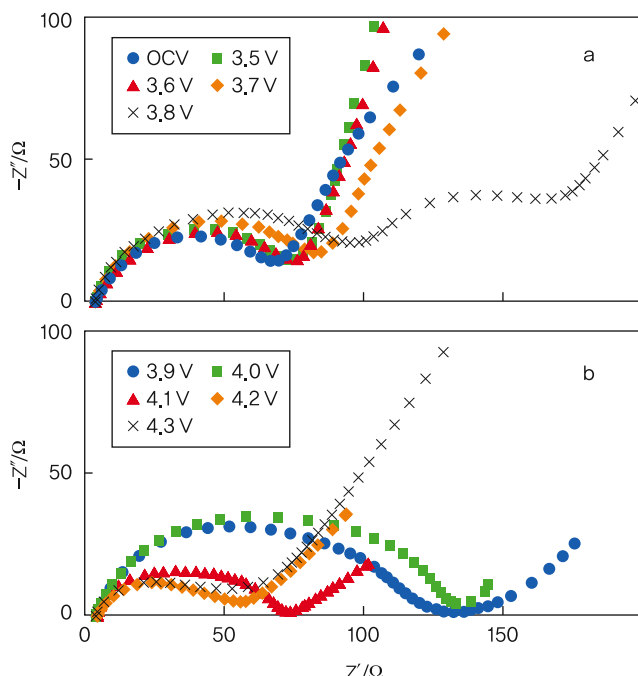 100
OCV 3.5 V
3.6 V 3.7 V
3.8 V
a
50
0
-Z″/Ω
100
3.9 V 4.0 V
4.1 V 4.2 V
4.3 V
b
50
0
-Z″/Ω
0 50 100 150
Z′/Ω